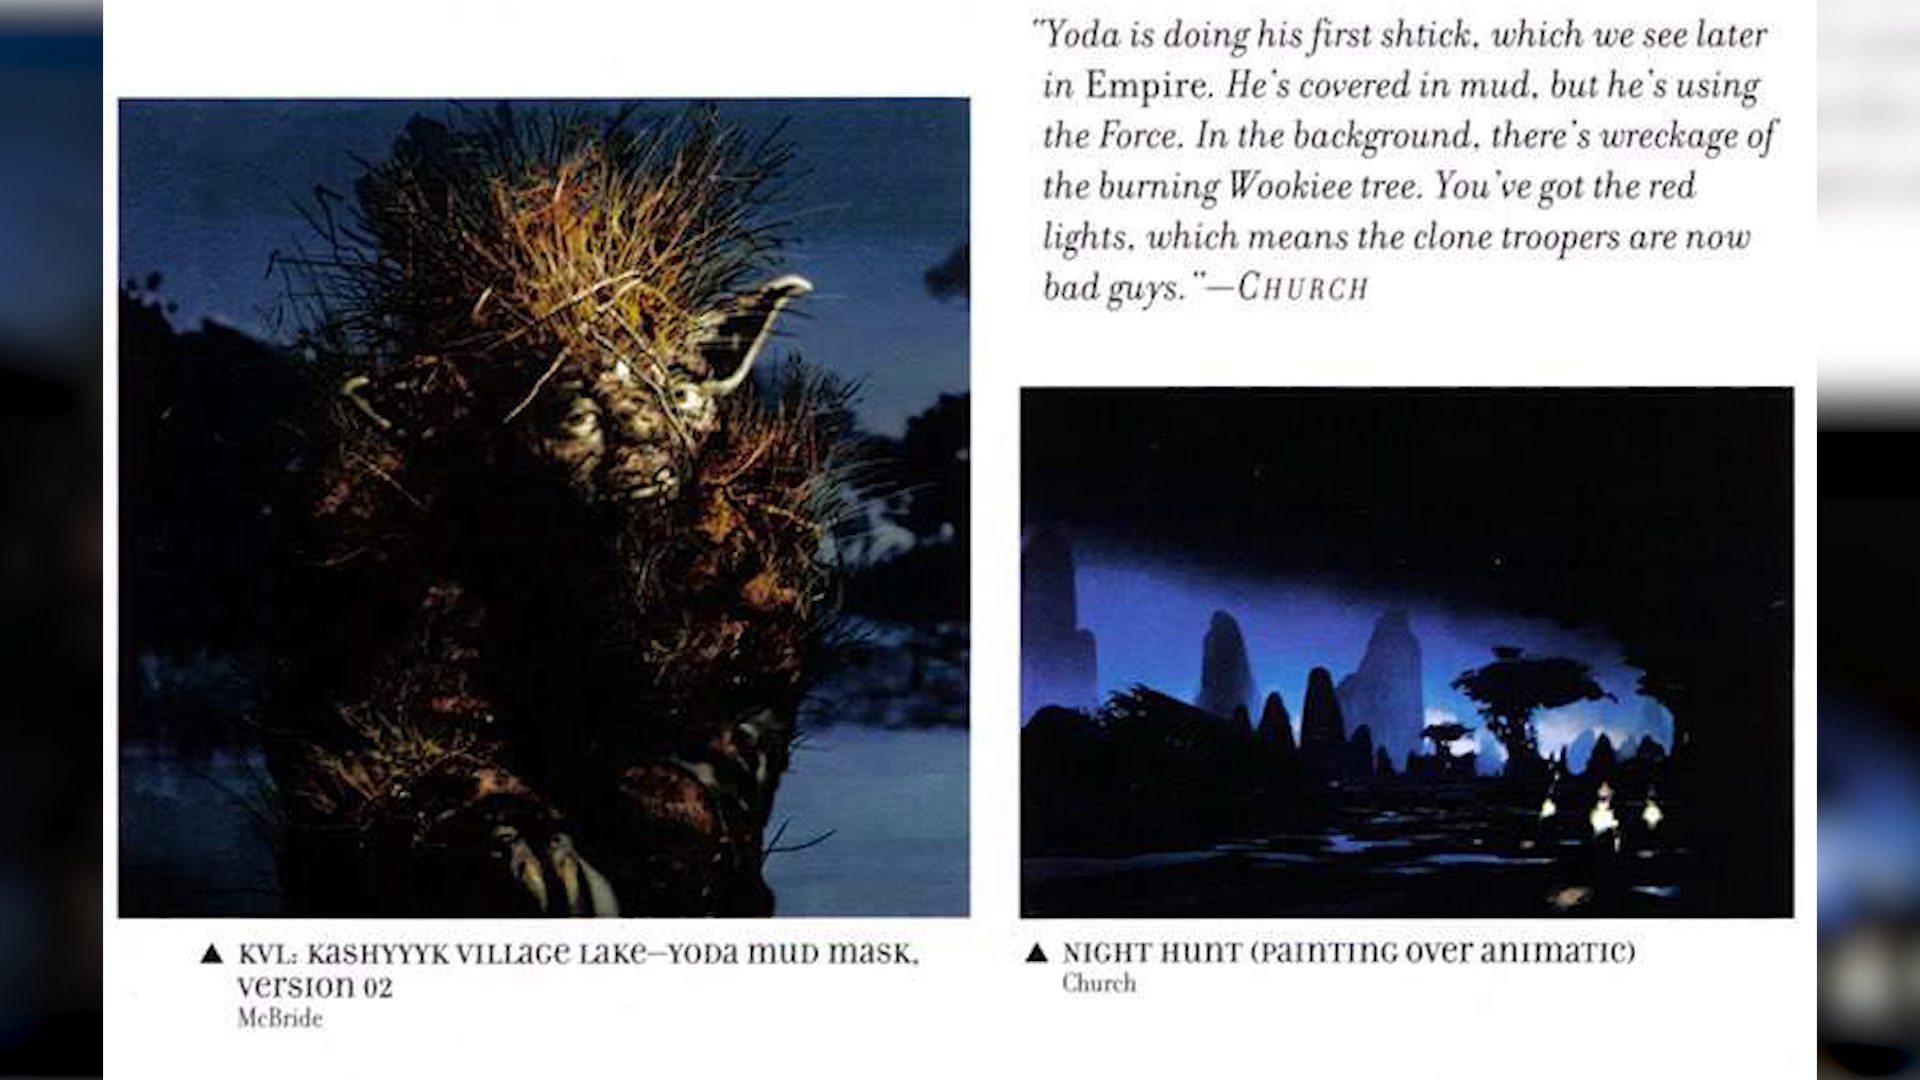 "Yoda is doing his first shtick, which we see later
in Empire. He's covered in mud, but he's using
the Force. In the background, there's wreckage of
the burning Wookiee tree. You've got the red
lights, which means the clone troopers are now
bad guys."—CHURCH
▲ KVL: KASHYYYK VILLAGE LAKE—YODA MUD MASK,
VERSION 02
McBride
▲ NIGHT HUNT (PAINTING OVER ANIMATIC)
Church